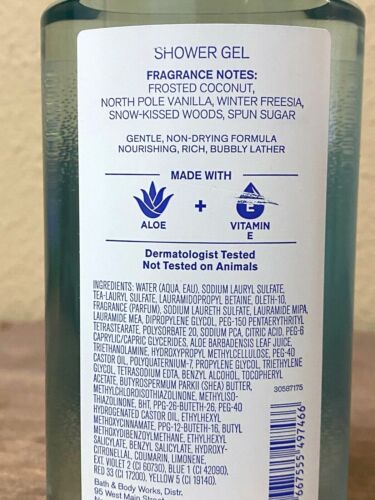 SHOWER GEL
FRAGRANCE NOTES:
FROSTED COCONUT,
NORTH POLE VANILLA, WINTER FREESIA,
SNOW-KISSED WOODS, SPUN SUGAR
GENTLE, NON-DRYING FORMULA
NOURISHING, RICH, BUBBLY LATHER
MADE WITH
ALOE
+
E
VITAMIN
E
Dermatologist Tested
Not Tested on Animals
INGREDIENTS: WATER (AQUA, EAU), SODIUM LAURYL SULFATE,
TEA-LAURYL SULFATE, LAURAMIDOPROPYL BETAINE, OLETH-10,
FRAGRANCE (PARFUM), SODIUM LAURETH SULFATE, LAURAMIDE MIPA,
LAURAMIDE MEA, DIPROPYLENE GLYCOL, PEG-150 PENTAERYTHRITYL
TETRASTEARATE, POLYSORBATE 20, SODIUM PCA, CITRIC ACID, PEG-6
CAPRYLIC/CAPRIC GLYCERIDES, ALOE BARBADENSIS LEAF JUICE,
TRIETHANOLAMINE, HYDROXYPROPYL METHYLCELLULOSE, PEG-40
CASTOR OIL, POLYQUATERNIUM-7, PROPYLENE GLYCOL, TRIETHYLENE
GLYCOL, TETRASODIUM EDTA, BENZYL ALCOHOL, TOCOPHERYL
ACETATE, BUTYROSPERMUM PARKII (SHEA) BUTTER,
METHYLCHLOROISOTHIAZOLINONE, METHYLISO-
THIAZOLINONE, BHT, PPG-26-BUTETH-26, PEG-40
HYDROGENATED CASTOR OIL, ETHYLHEXYL
METHOXYCINNAMATE, PPG-12-BUTETH-16, BUTYL
METHOXYDIBENZOYLMETHANE, ETHYLHEXYL
SALICYLATE, BENZYL SALICYLATE, HYDROXY-
CITRONELLAL, COUMARIN, LIMONENE,
EXT. VIOLET 2 (CI 60730), BLUE 1 (CI 42090),
RED 33 (CI 17200), YELLOW 5 (CI 19140).
30587175
667555497466
Bath & Body Works, Distr.
95 West Main Street